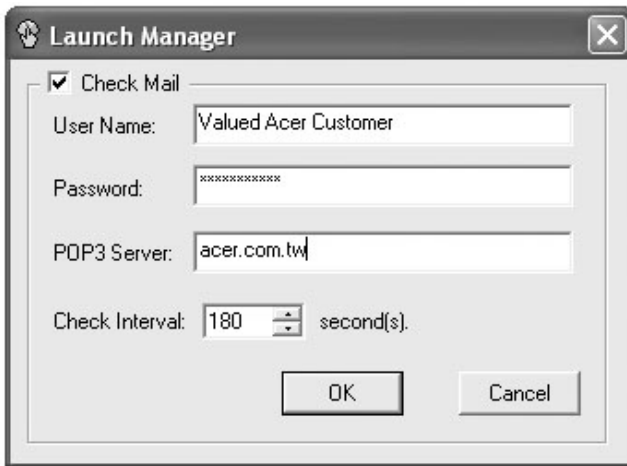 Launch Manager
Check Mail
User Name: Valued Acer Customer
Password: ***********
POP3 Server: acer.com.tw
Check Interval: 180 second(s).
OK Cancel